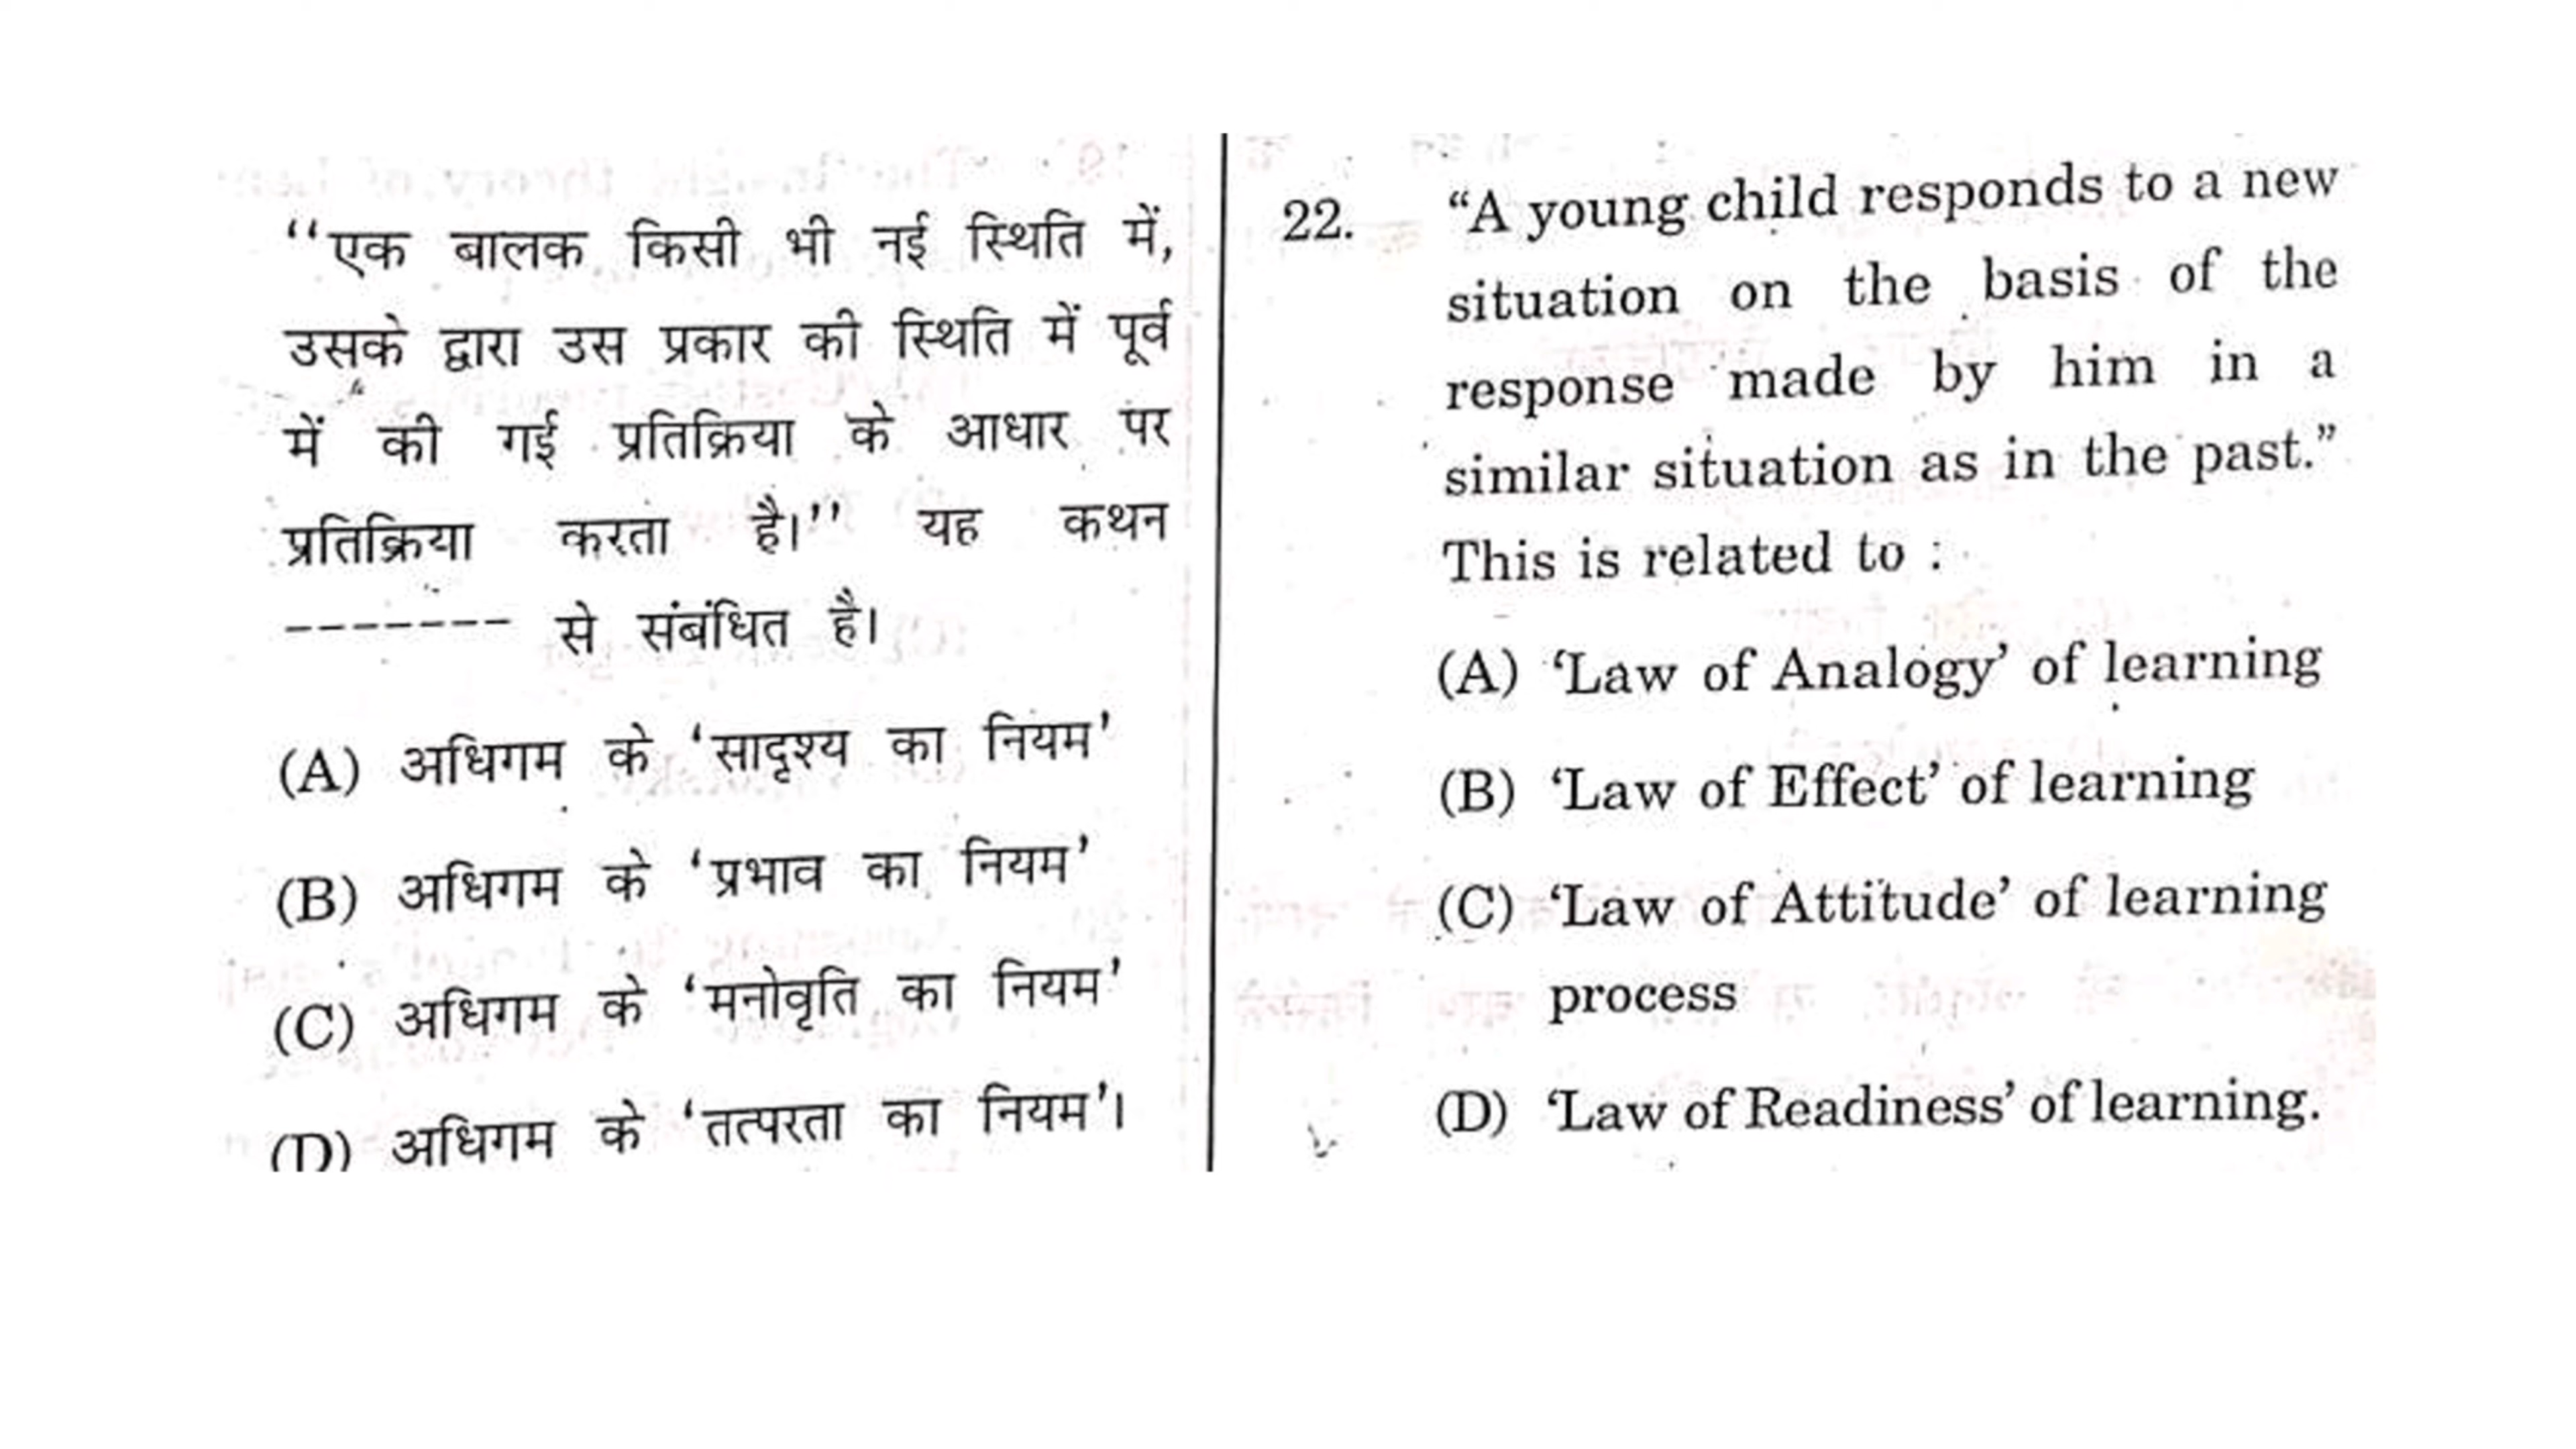 “एक बालक किसी भी नई स्थिति में,
उसके द्वारा उस प्रकार की स्थिति में पूर्व
में की गई प्रतिक्रिया के आधार पर
प्रतिक्रिया करता है।” यह कथन
------- से संबंधित है।
(A) अधिगम के ‘सादृश्य का नियम’
(B) अधिगम के ‘प्रभाव का नियम’
(C) अधिगम के ‘मनोवृति का नियम’
(D) अधिगम के ‘तत्परता का नियम’।
22. “A young child responds to a new
situation on the basis of the
response made by him in a
similar situation as in the past.”
This is related to :
(A) ‘Law of Analogy’ of learning
(B) ‘Law of Effect’ of learning
(C) ‘Law of Attitude’ of learning
process
(D) ‘Law of Readiness’ of learning.